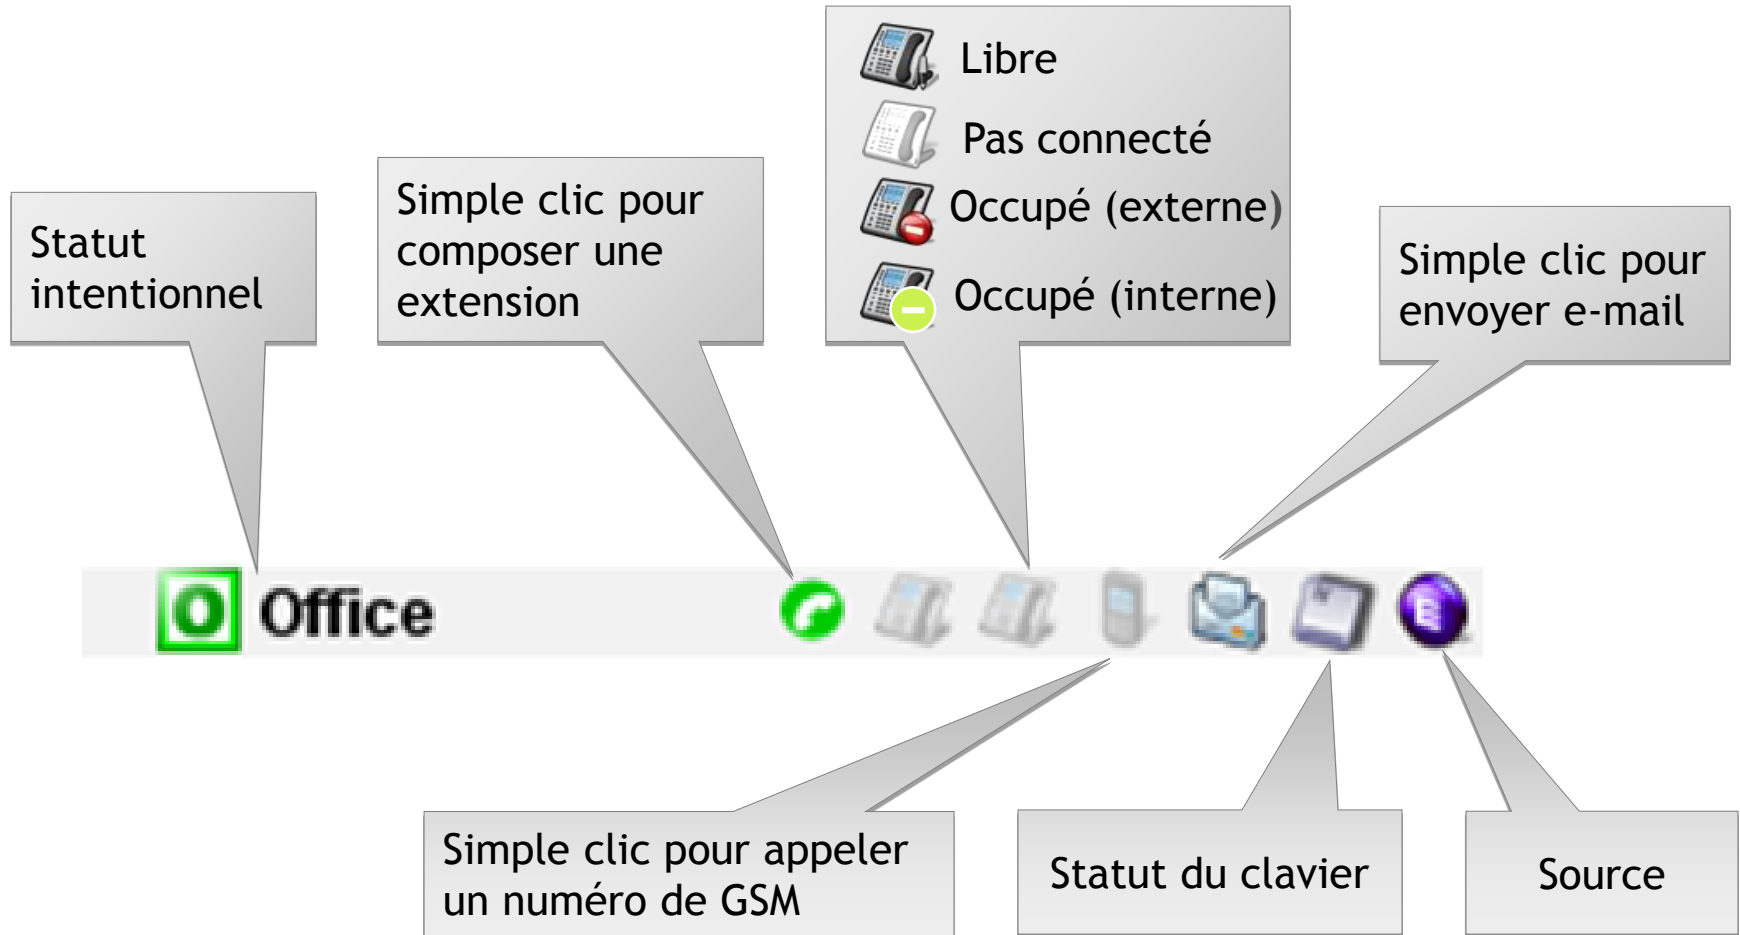 Libre
Pas connecté
Occupé (externe)
Occupé (interne)
Statut
intentionnel
Simple clic pour
composer une
extension
Simple clic pour
envoyer e-mail
O Office
E
Simple clic pour appeler
un numéro de GSM
Statut du clavier
Source